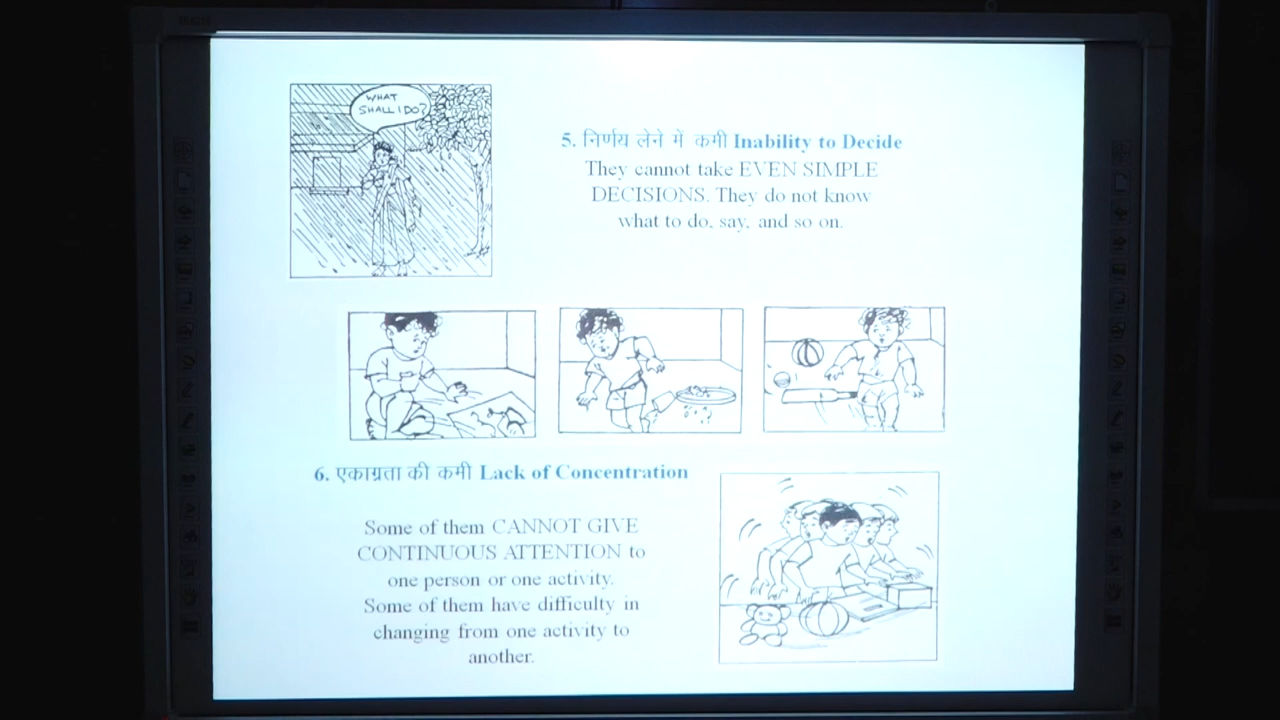 WHAT
SHALL I DO?
5. निर्णय लेने में कमी Inability to Decide
They cannot take EVEN SIMPLE
DECISIONS. They do not know
what to do, say, and so on.
6. एकाग्रता की कमी Lack of Concentration
Some of them CANNOT GIVE
CONTINUOUS ATTENTION to
one person or one activity.
Some of them have difficulty in
changing from one activity to
another.